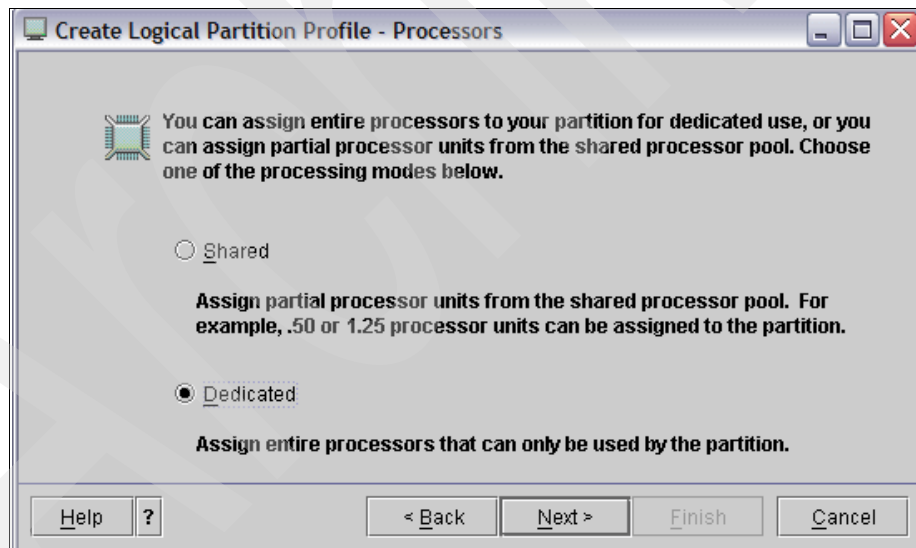 Create Logical Partition Profile - Processors
You can assign entire processors to your partition for dedicated use, or you
can assign partial processor units from the shared processor pool. Choose
one of the processing modes below.
Shared
Assign partial processor units from the shared processor pool. For
example, .50 or 1.25 processor units can be assigned to the partition.
Dedicated
Assign entire processors that can only be used by the partition.
Help ? < Back Next > Finish Cancel